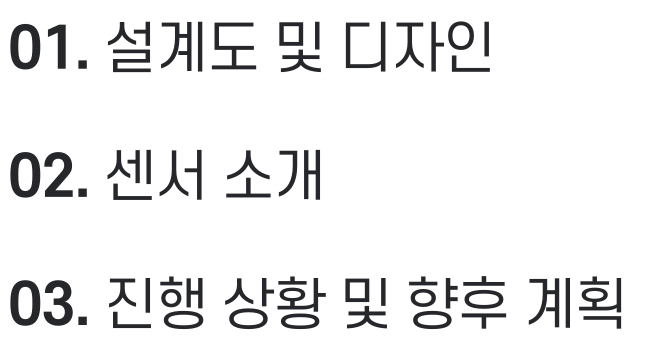 01. 설계도 및 디자인
02. 센서 소개
03. 진행 상황 및 향후 계획